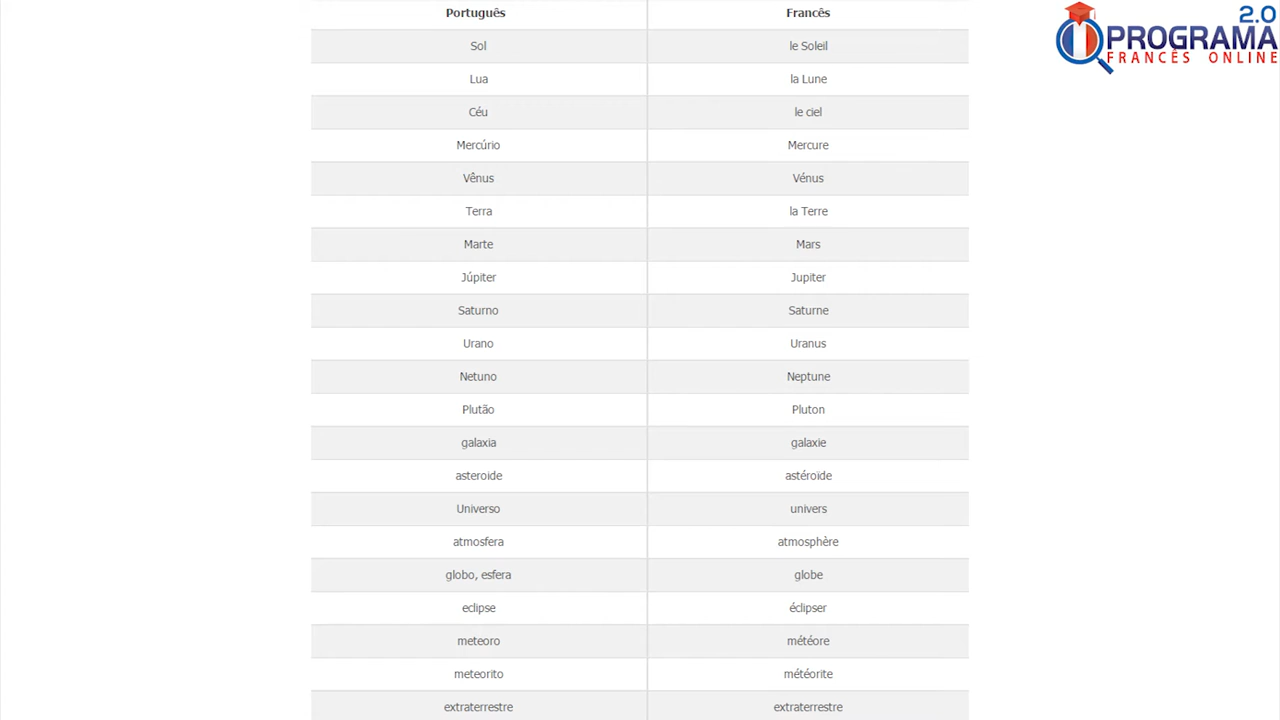 Português Francês
Sol le Soleil
Lua la Lune
Céu le ciel
Mercúrio Mercure
Vênus Vénus
Terra la Terre
Marte Mars
Júpiter Jupiter
Saturno Saturne
Urano Uranus
Netuno Neptune
Plutão Pluton
galaxia galaxie
asteroide astéroïde
Universo univers
atmosfera atmosphère
globo, esfera globe
eclipse éclipser
meteoro météore
meteorito météorite
extraterrestre extraterrestre
2.0
PROGRAMA
FRANCÊS ONLINE